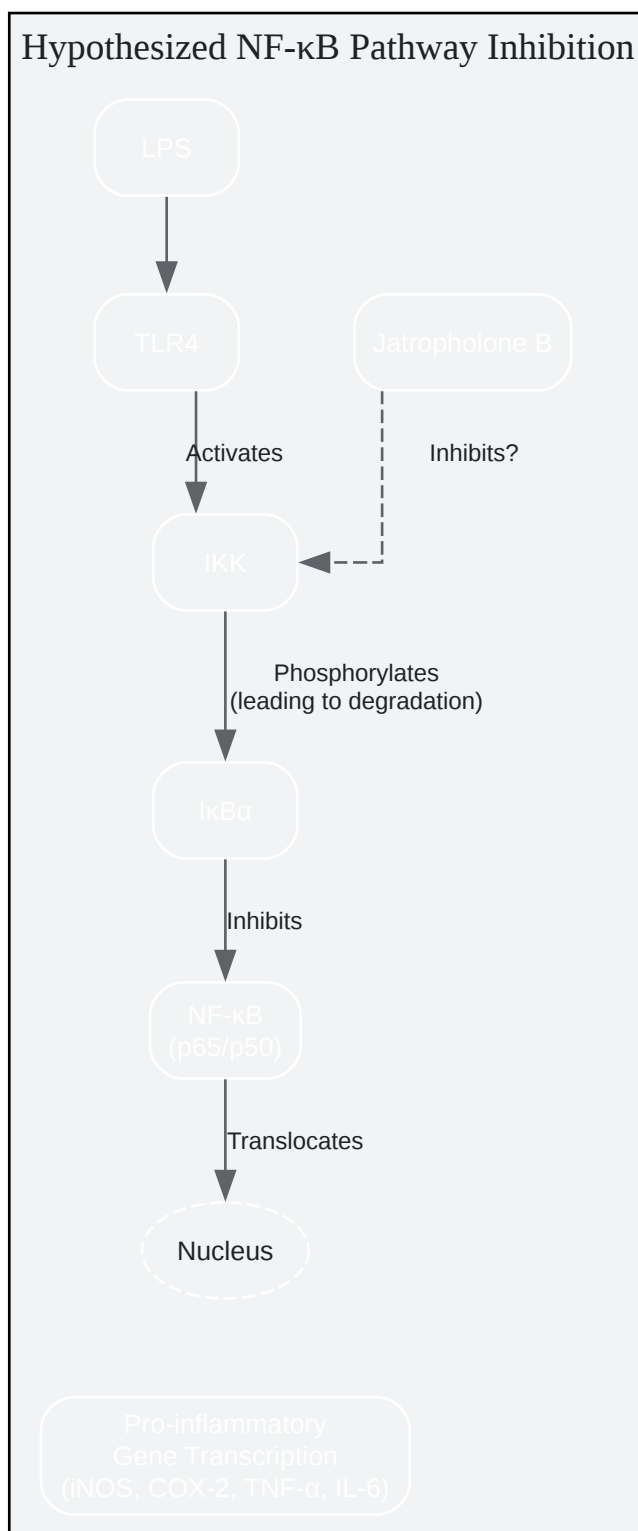 Hypothesized NF-κB Pathway Inhibition
LPS
TLR4
Jatropholone B
Activates
Inhibits?
IKK
Phosphorylates
(leading to degradation)
IκBα
Inhibits
NF-κB
(p65/p50)
Translocates
Nucleus
Pro-inflammatory
Gene Transcription
(iNOS, COX-2, TNF-α, IL-6)